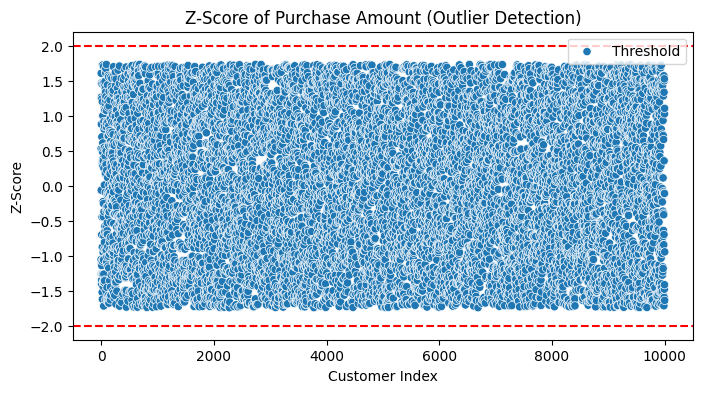 Z-Score of Purchase Amount (Outlier Detection)
Threshold
2.0
1.5
1.0
0.5
0.0
−0.5
−1.0
−1.5
−2.0
Z-Score
0 2000 4000 6000 8000 10000
Customer Index